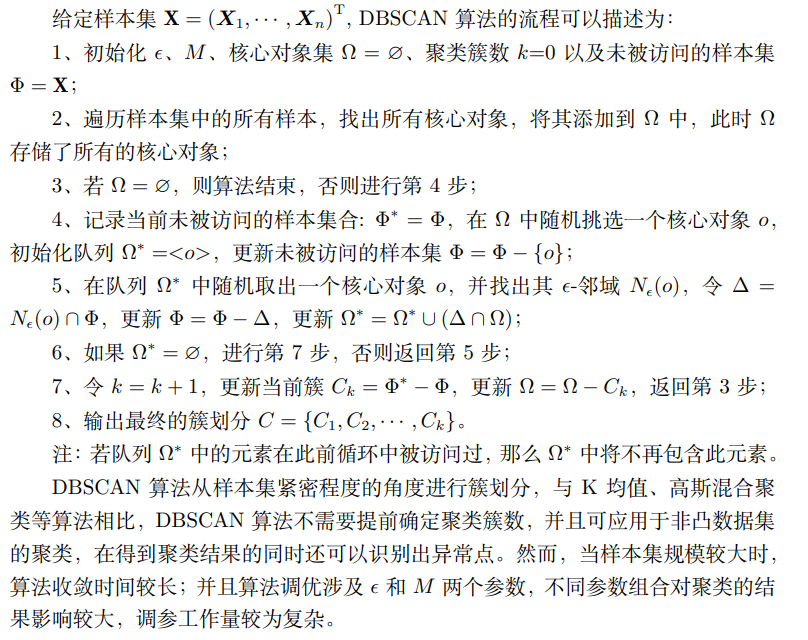 给定样本集 X = (X₁, ··· , Xₙ)ᵀ, DBSCAN 算法的流程可以描述为：
1、初始化 ϵ、M、核心对象集 Ω = ∅、聚类簇数 k=0 以及未被访问的样本集
Φ = X；
2、遍历样本集中的所有样本，找出所有核心对象，将其添加到 Ω 中，此时 Ω
存储了所有的核心对象；
3、若 Ω = ∅，则算法结束，否则进行第 4 步；
4、记录当前未被访问的样本集合: Φ* = Φ，在 Ω 中随机挑选一个核心对象 o，
初始化队列 Ω* =<o>，更新未被访问的样本集 Φ = Φ − {o}；
5、在队列 Ω* 中随机取出一个核心对象 o，并找出其 ϵ-邻域 N_ϵ(o)，令 Δ =
N_ϵ(o) ∩ Φ，更新 Φ = Φ − Δ，更新 Ω* = Ω* ∪ (Δ ∩ Ω)；
6、如果 Ω* = ∅，进行第 7 步，否则返回第 5 步；
7、令 k = k + 1，更新当前簇 Cₖ = Φ* − Φ，更新 Ω = Ω − Cₖ，返回第 3 步；
8、输出最终的簇划分 C = {C₁, C₂, ··· , Cₖ}。
注：若队列 Ω* 中的元素在此前循环中被访问过，那么 Ω* 中将不再包含此元素。
DBSCAN 算法从样本集紧密程度的角度进行簇划分，与 K 均值、高斯混合聚
类等算法相比，DBSCAN 算法不需要提前确定聚类簇数，并且可应用于非凸数据集
的聚类，在得到聚类结果的同时还可以识别出异常点。然而，当样本集规模较大时，
算法收敛时间较长；并且算法调优涉及 ϵ 和 M 两个参数，不同参数组合对聚类的结
果影响较大，调参工作量较为复杂。